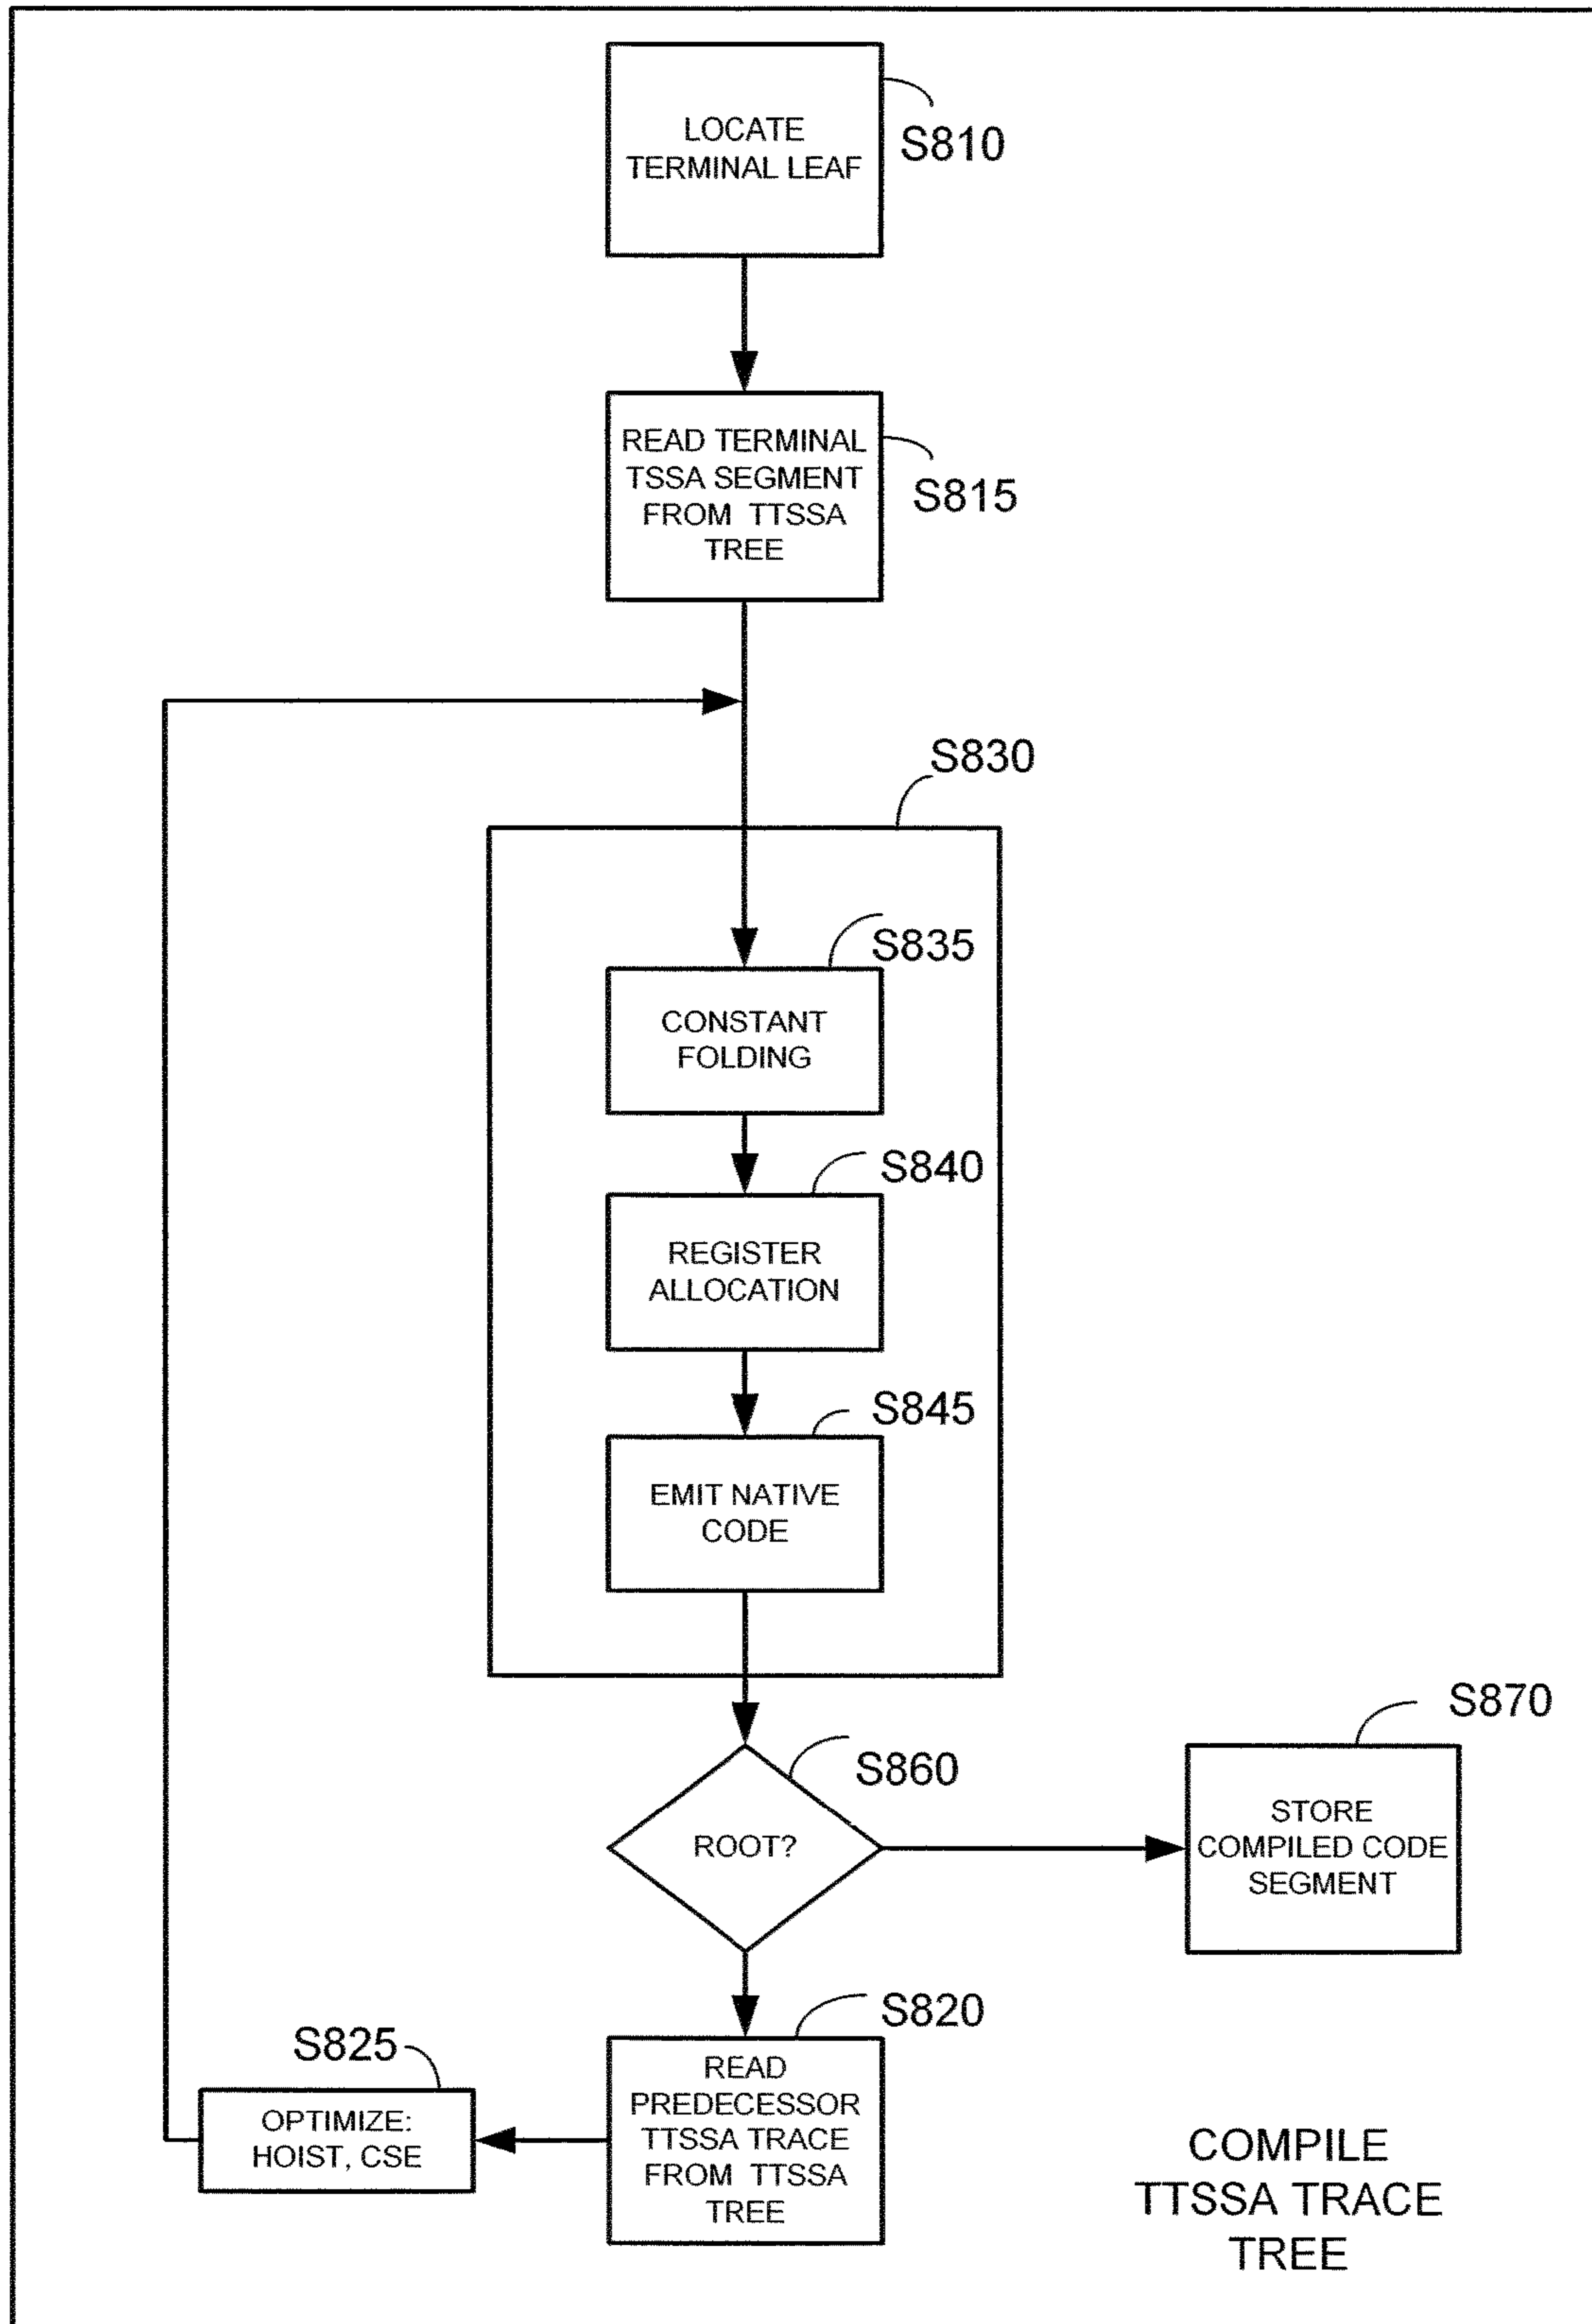 LOCATE
TERMINAL LEAF
S810
READ TERMINAL
TSSA SEGMENT
FROM TTSSA
TREE
S815
S830
S835
CONSTANT
FOLDING
S840
REGISTER
ALLOCATION
S845
EMIT NATIVE
CODE
S860
ROOT?
S870
STORE
COMPILED CODE
SEGMENT
S820
READ
PREDECESSOR
TTSSA TRACE
FROM TTSSA
TREE
S825
OPTIMIZE:
HOIST, CSE
COMPILE
TTSSA TRACE
TREE